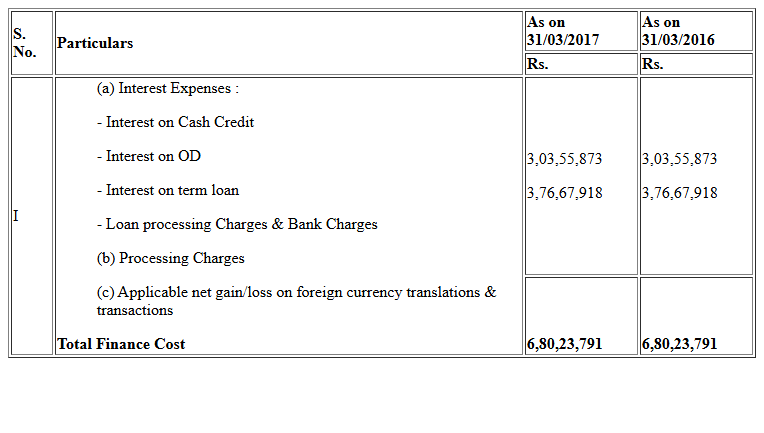 S. No. Particulars As on 31/03/2017 As on 31/03/2016
Rs. Rs.
I
(a) Interest Expenses :
- Interest on Cash Credit
- Interest on OD 3,03,55,873 3,03,55,873
- Interest on term loan 3,76,67,918 3,76,67,918
- Loan processing Charges & Bank Charges
(b) Processing Charges
(c) Applicable net gain/loss on foreign currency translations &
transactions
Total Finance Cost 6,80,23,791 6,80,23,791